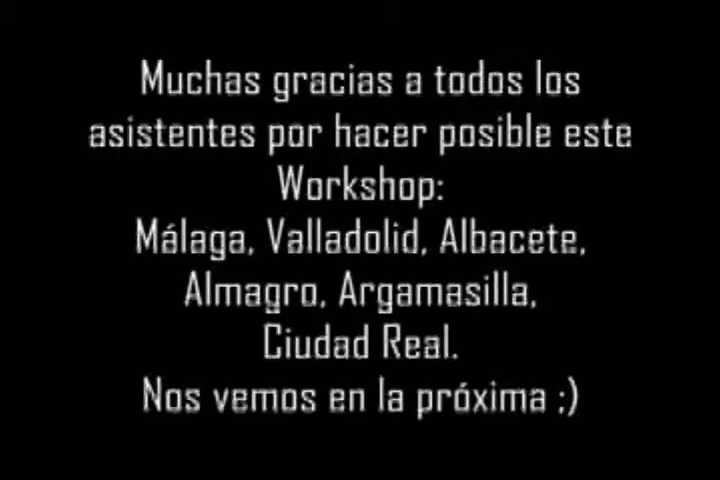 Muchas gracias a todos los
asistentes por hacer posible este
Workshop:
Málaga, Valladolid, Albacete,
Almagro, Argamasilla,
Ciudad Real.
Nos vemos en la próxima ;)